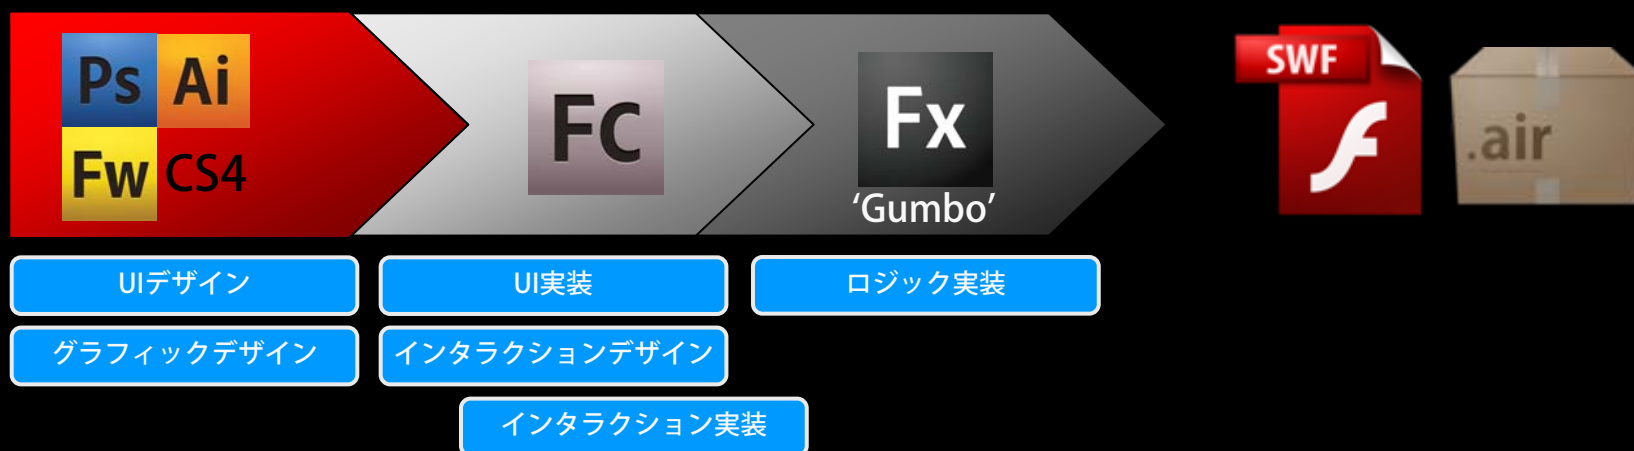 Ps Ai
Fw CS4
Fc
Fx
‘Gumbo’
SWF
.air
UIデザイン
UI実装
ロジック実装
グラフィックデザイン
インタラクションデザイン
インタラクション実装